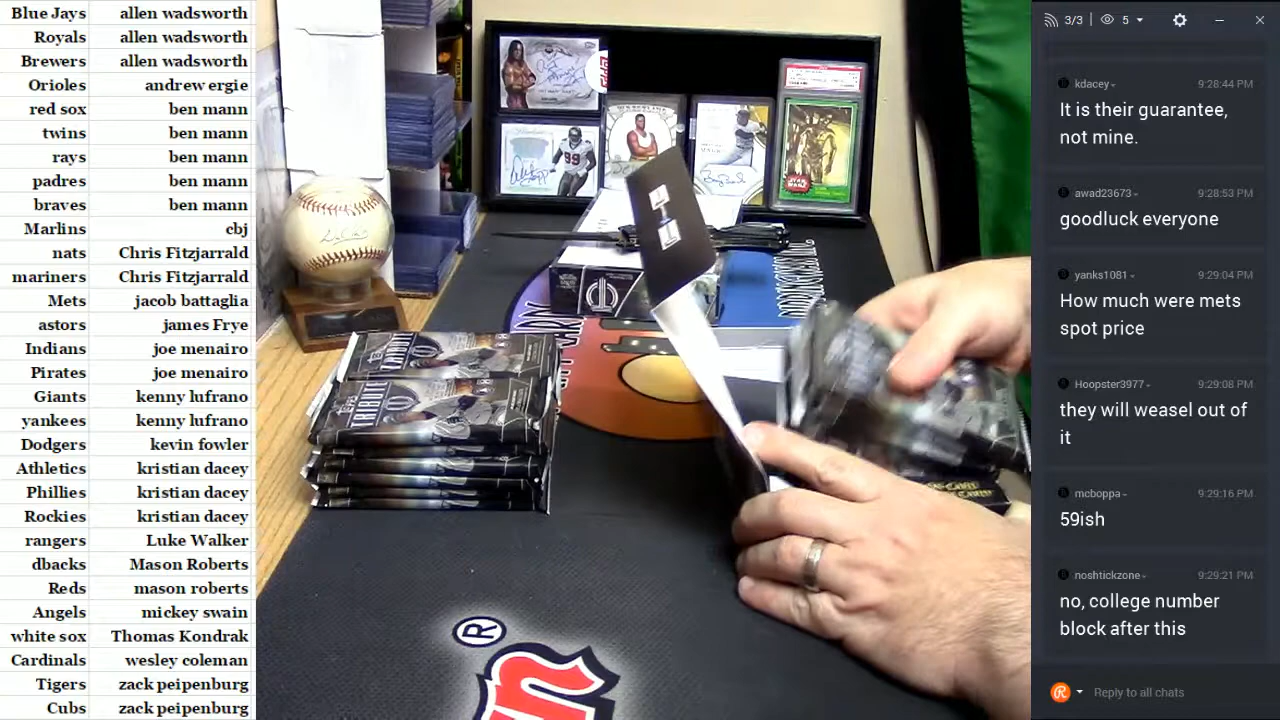 Blue Jays allen wadsworth
Royals allen wadsworth
Brewers allen wadsworth
Orioles andrew ergie
red sox ben mann
twins ben mann
rays ben mann
padres ben mann
braves ben mann
Marlins cbj
nats Chris Fitzjarrald
mariners Chris Fitzjarrald
Mets jacob battaglia
astors james Frye
Indians joe menairo
Pirates joe menairo
Giants kenny lufrano
yankees kenny lufrano
Dodgers kevin fowler
Athletics kristian dacey
Phillies kristian dacey
Rockies kristian dacey
rangers Luke Walker
dbacks Mason Roberts
Reds mason roberts
Angels mickey swain
white sox Thomas Kondrak
Cardinals wesley coleman
Tigers zack peipenburg
Cubs zack peipenburg
STAR WARS
99
TRIBUTE
TRIBUTE
®
3/3 5
kdacey 9:28:44 PM
It is their guarantee,
not mine.
awad23673 9:28:53 PM
goodluck everyone
yanks1081 9:29:04 PM
How much were mets
spot price
Hoopster3977 9:29:08 PM
they will weasel out of
it
mcboppa 9:29:16 PM
59ish
noshtickzone 9:29:21 PM
no, college number
block after this
Reply to all chats